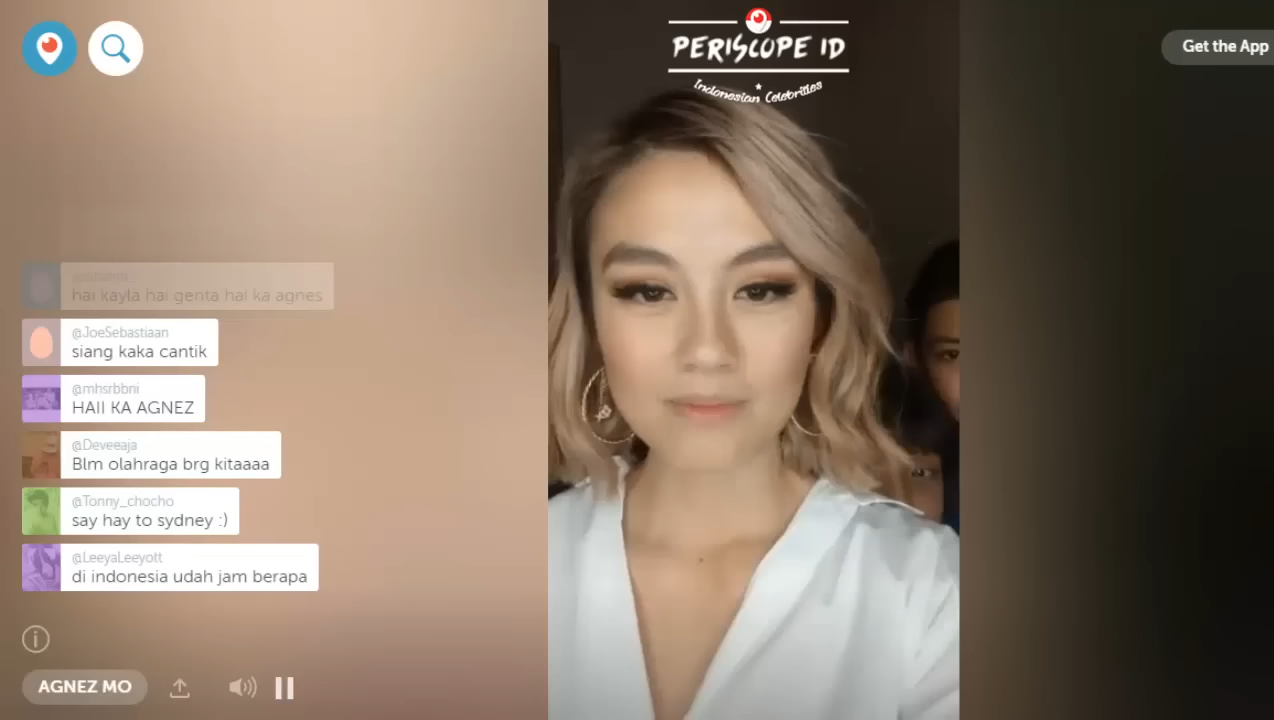 PERISCOPE ID
Indonesian Celebrities
Get the App
hai kayla hai genta hai ka agnes
@JoeSebastiaan
siang kaka cantik
@mhsrbbni
HAII KA AGNEZ
@Deveeaja
Blm olahraga brg kitaaaa
@Tonny_chocho
say hay to sydney :)
@LeeyaLeeyott
di indonesia udah jam berapa
AGNEZ MO